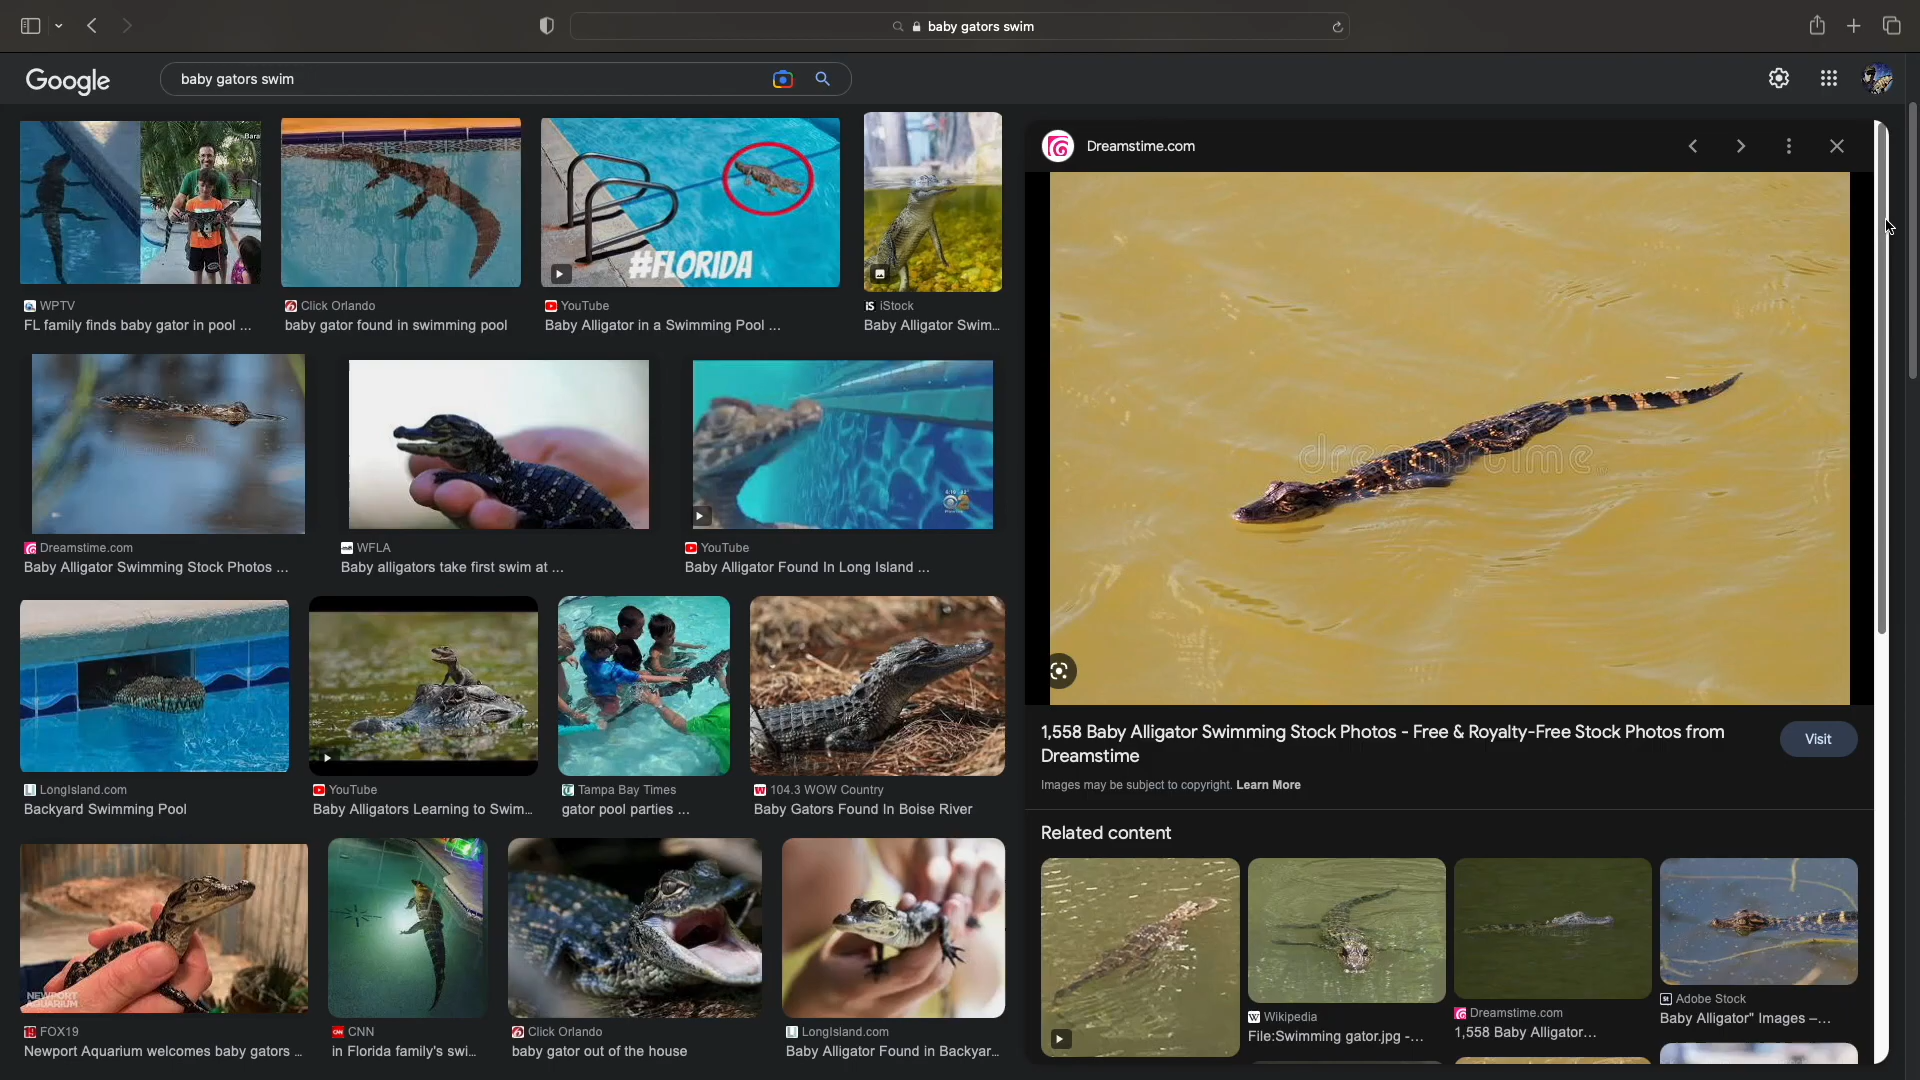 baby gators swim
Google
baby gators swim
Bara
#FLORIDA
WPTV
FL family finds baby gator in pool ...
Click Orlando
baby gator found in swimming pool
YouTube
Baby Alligator in a Swimming Pool ...
iS iStock
Baby Alligator Swim...
Dreamstime.com
Baby Alligator Swimming Stock Photos ...
WFLA
Baby alligators take first swim at ...
YouTube
Baby Alligator Found In Long Island ...
LongIsland.com
Backyard Swimming Pool
YouTube
Baby Alligators Learning to Swim...
Tampa Bay Times
gator pool parties ...
104.3 WOW Country
Baby Gators Found In Boise River
NEWPORT
AQUARIUM
FOX19
Newport Aquarium welcomes baby gators ...
CNN
in Florida family's swi...
Click Orlando
baby gator out of the house
LongIsland.com
Baby Alligator Found in Backyar...
Dreamstime.com
dreamstime.
1,558 Baby Alligator Swimming Stock Photos - Free & Royalty-Free Stock Photos from
Dreamstime
Visit
Images may be subject to copyright. Learn More
Related content
W Wikipedia
File:Swimming gator.jpg -...
Dreamstime.com
1,558 Baby Alligator...
St Adobe Stock
Baby Alligator" Images –...